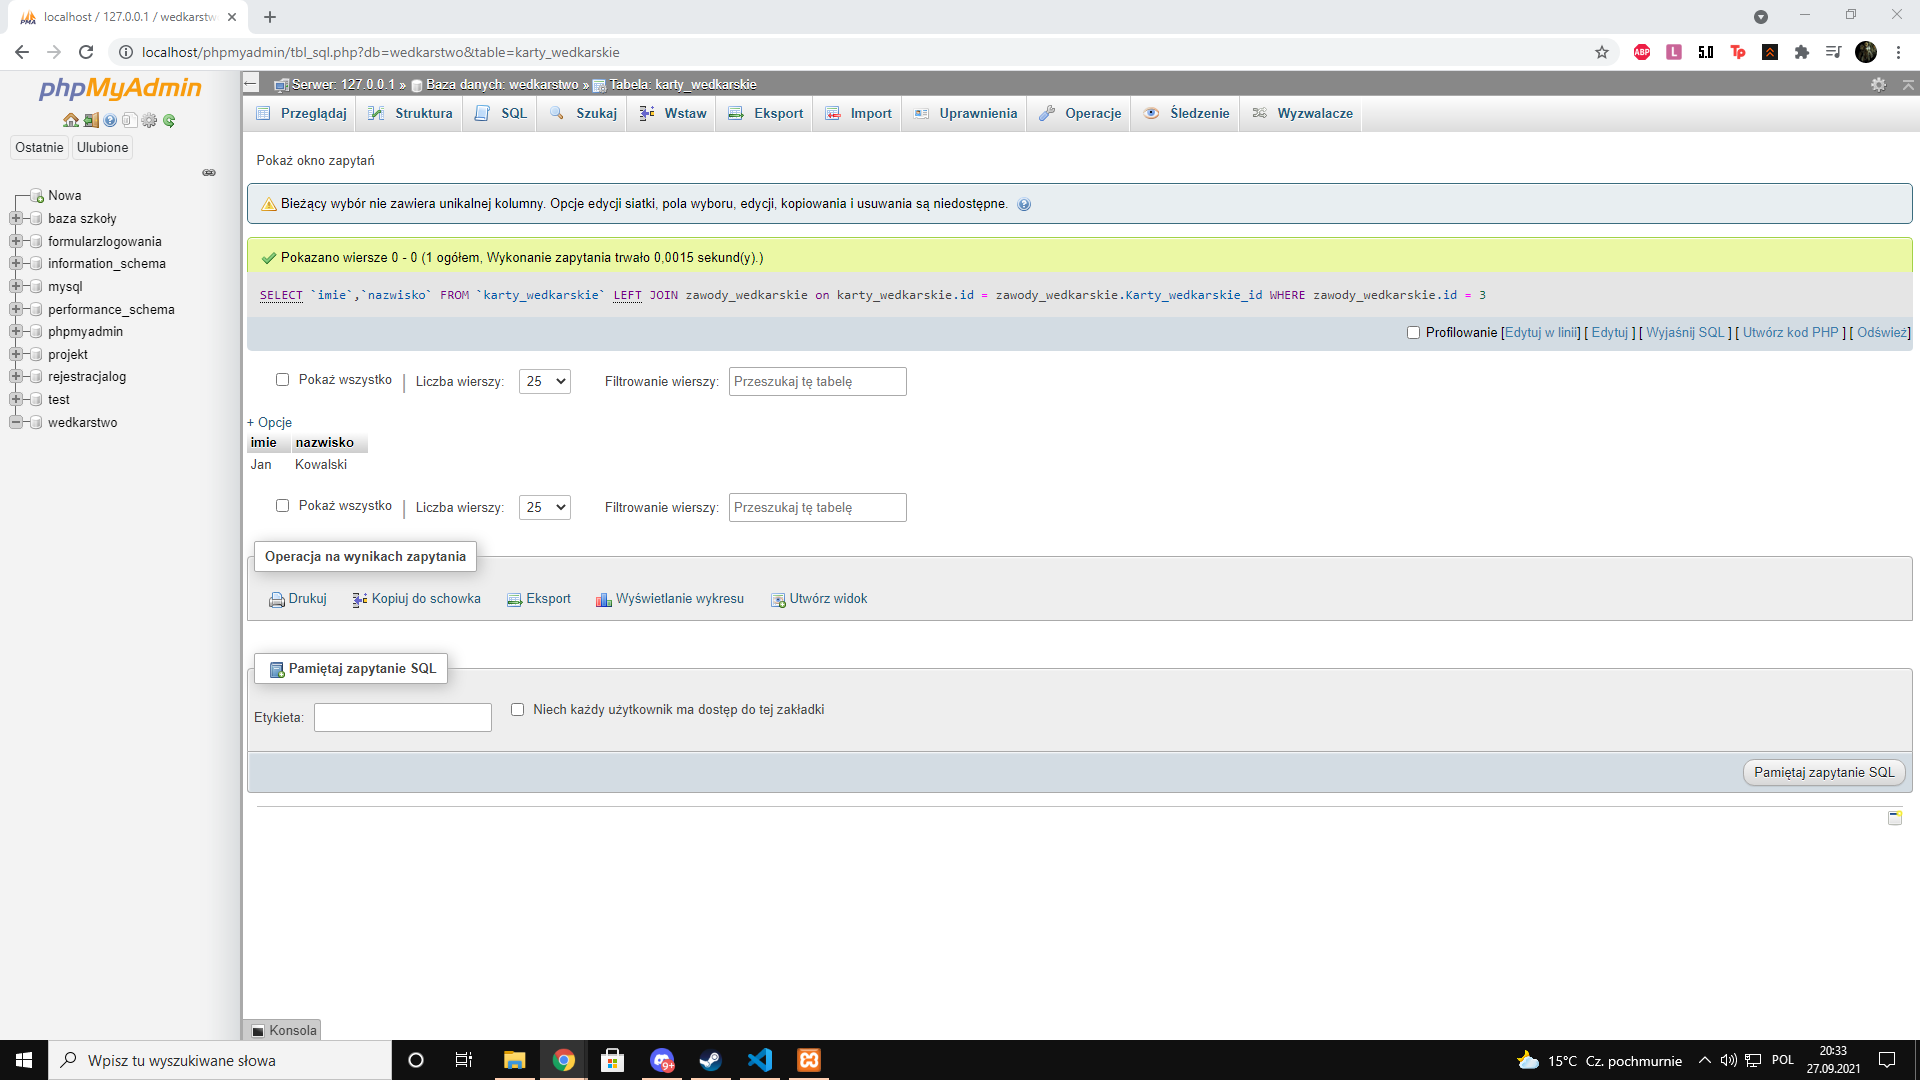 localhost / 127.0.0.1 / wedkarstw
localhost/phpmyadmin/tbl_sql.php?db=wedkarstwo&table=karty_wedkarskie
ABP
L
5.0
Tp
phpMyAdmin
Ostatnie
Ulubione
Nowa
baza szkoły
formularzlogowania
information_schema
mysql
performance_schema
phpmyadmin
projekt
rejestracjalog
test
wedkarstwo
Serwer: 127.0.0.1 » Baza danych: wedkarstwo » Tabela: karty_wedkarskie
Przeglądaj
Struktura
SQL
Szukaj
Wstaw
Eksport
Import
Uprawnienia
Operacje
Śledzenie
Wyzwalacze
Pokaż okno zapytań
Bieżący wybór nie zawiera unikalnej kolumny. Opcje edycji siatki, pola wyboru, edycji, kopiowania i usuwania są niedostępne.
Pokazano wiersze 0 - 0 (1 ogółem, Wykonanie zapytania trwało 0,0015 sekund(y).)
SELECT `imie`,`nazwisko` FROM `karty_wedkarskie` LEFT JOIN zawody_wedkarskie on karty_wedkarskie.id = zawody_wedkarskie.Karty_wedkarskie_id WHERE zawody_wedkarskie.id = 3
Profilowanie [Edytuj w linii] [ Edytuj ] [ Wyjaśnij SQL ] [ Utwórz kod PHP ] [ Odśwież]
Pokaż wszystko | Liczba wierszy: 25 Filtrowanie wierszy: Przeszukaj tę tabelę
+ Opcje
imie nazwisko
Jan Kowalski
Pokaż wszystko | Liczba wierszy: 25 Filtrowanie wierszy: Przeszukaj tę tabelę
Operacja na wynikach zapytania
Drukuj
Kopiuj do schowka
Eksport
Wyświetlanie wykresu
Utwórz widok
Pamiętaj zapytanie SQL
Etykieta:
Niech każdy użytkownik ma dostęp do tej zakładki
Pamiętaj zapytanie SQL
Konsola
Wpisz tu wyszukiwane słowa
9+
15°C Cz. pochmurnie
POL
20:33
27.09.2021